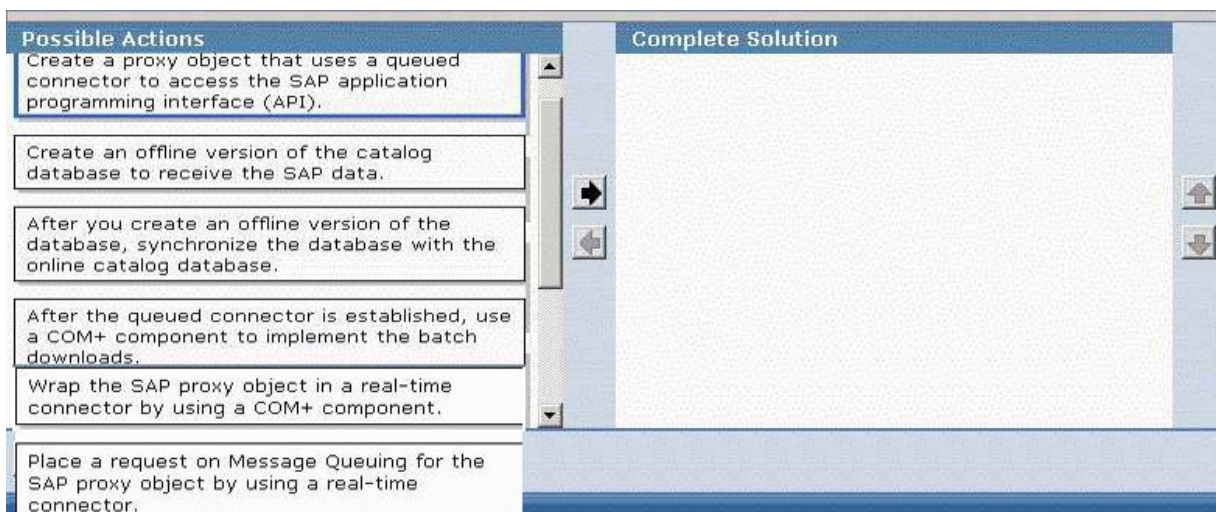 Possible Actions
Complete Solution
Create a proxy object that uses a queued
connector to access the SAP application
programming interface (API).
Create an offline version of the catalog
database to receive the SAP data.
After you create an offline version of the
database, synchronize the database with the
online catalog database.
After the queued connector is established, use
a COM+ component to implement the batch
downloads.
Wrap the SAP proxy object in a real-time
connector by using a COM+ component.
Place a request on Message Queuing for the
SAP proxy object by using a real-time
connector.